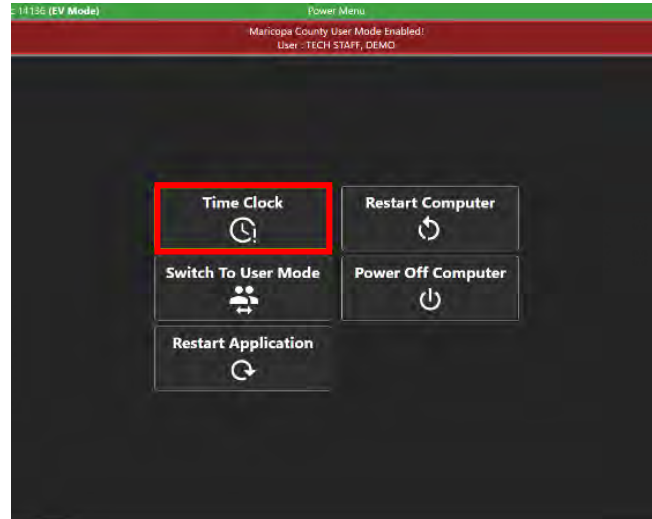 : 14136 (EV Mode)
Power Menu
Maricopa County User Mode Enabled!
User : TECH STAFF, DEMO
Time Clock
Restart Computer
Switch To User Mode
Power Off Computer
Restart Application